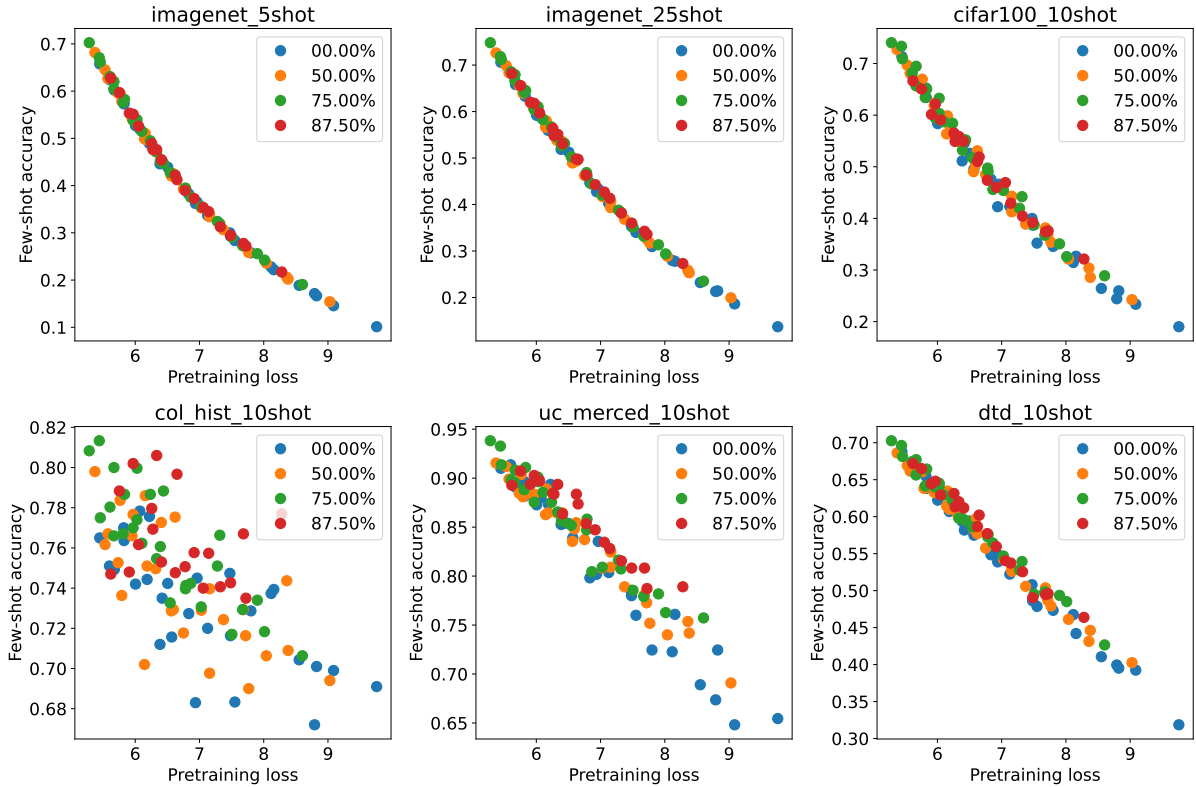 imagenet_5shot
0.7
0.6
0.5
0.4
0.3
0.2
0.1
Few-shot accuracy
00.00%
50.00%
75.00%
87.50%
6 7 8 9
Pretraining loss
imagenet_25shot
0.7
0.6
0.5
0.4
0.3
0.2
Few-shot accuracy
00.00%
50.00%
75.00%
87.50%
6 7 8 9
Pretraining loss
cifar100_10shot
0.7
0.6
0.5
0.4
0.3
0.2
Few-shot accuracy
00.00%
50.00%
75.00%
87.50%
6 7 8 9
Pretraining loss
col_hist_10shot
0.82
0.80
0.78
0.76
0.74
0.72
0.70
0.68
Few-shot accuracy
00.00%
50.00%
75.00%
87.50%
6 7 8 9
Pretraining loss
uc_merced_10shot
0.95
0.90
0.85
0.80
0.75
0.70
0.65
Few-shot accuracy
00.00%
50.00%
75.00%
87.50%
6 7 8 9
Pretraining loss
dtd_10shot
0.70
0.65
0.60
0.55
0.50
0.45
0.40
0.35
0.30
Few-shot accuracy
00.00%
50.00%
75.00%
87.50%
6 7 8 9
Pretraining loss